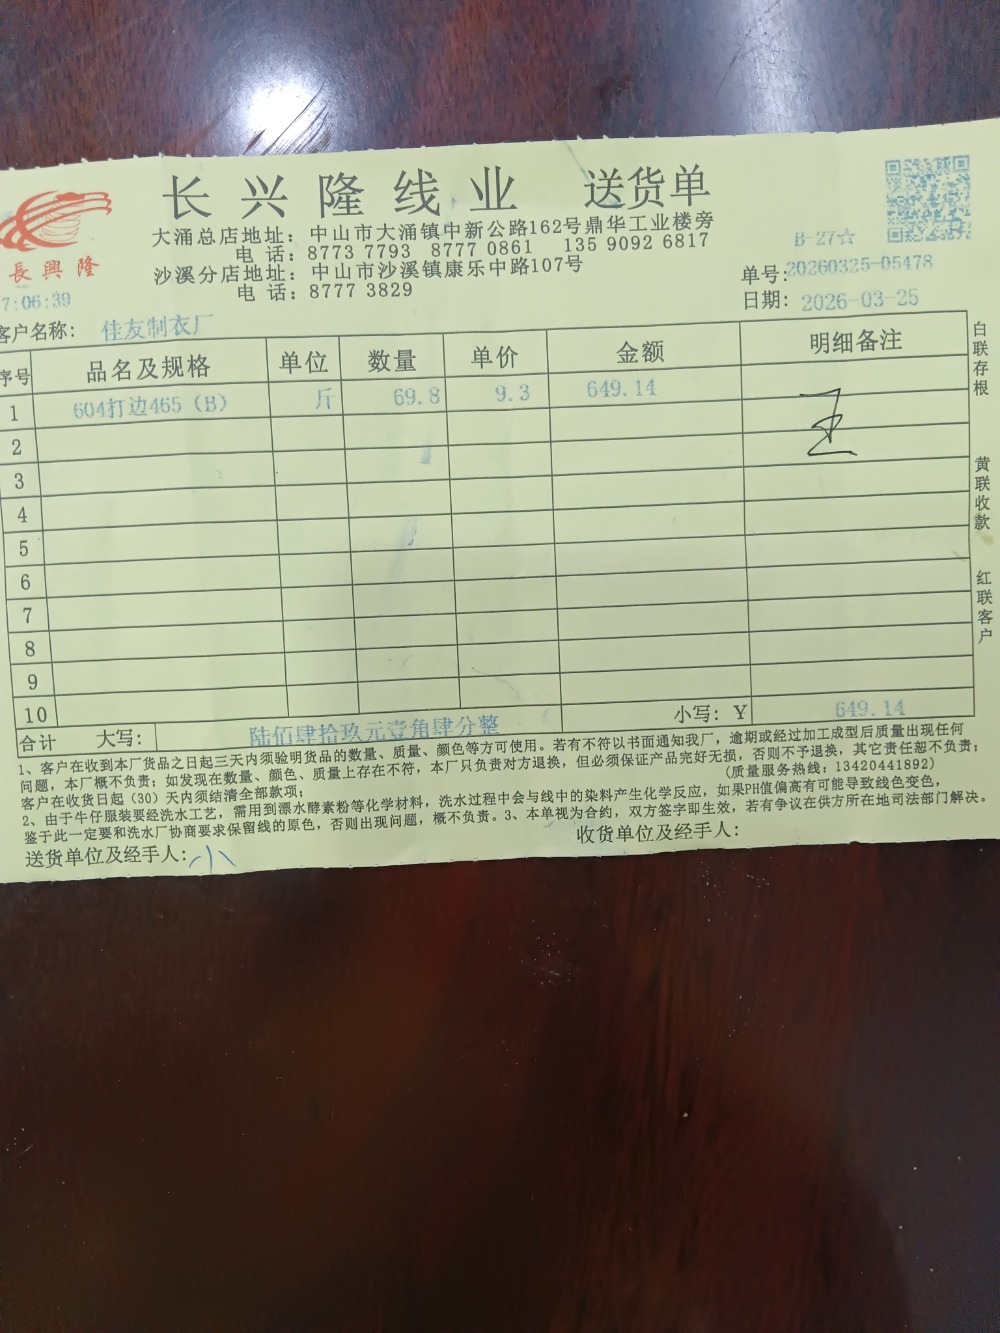 长兴隆线业 送货单
大涌总店地址：中山市大涌镇中新公路162号鼎华工业楼旁
电 话：8773 7793 8777 0861 135 9092 6817
沙溪分店地址：中山市沙溪镇康乐中路107号
电 话：8777 3829
長興隆
B-27☆
单号：20260325-05478
7:06:39
日期：2026-03-25
客户名称：佳友制衣厂
序号 品名及规格 单位 数量 单价 金额 明细备注
1 604打边465（B） 斤 69.8 9.3 649.14
2
3
4
5
6
7
8
9
10
合计 大写：陆佰肆拾玖元壹角肆分整 小写：Y 649.14
白联存根
黄联收款
红联客户
1、客户在收到本厂货品之日起三天内须验明货品的数量、质量、颜色等方可使用。若有不符以书面通知我厂，逾期或经过加工成型后质量出现任何
问题，本厂概不负责；如发现在数量、颜色、质量上存在不符，本厂只负责对方退换，但必须保证产品完好无损，否则不予退换，其它责任恕不负责；
客户在收货日起（30）天内须结清全部款项； (质量服务热线：13420441892)
2、由于牛仔服装要经洗水工艺，需用到漂水酵素粉等化学材料，洗水过程中会与线中的染料产生化学反应，如果PH值偏高有可能导致线色变色，
鉴于此一定要和洗水厂协商要求保留线的原色，否则出现问题，概不负责。3、本单视为合约，双方签字即生效，若有争议在供方所在地司法部门解决。
送货单位及经手人： 收货单位及经手人：